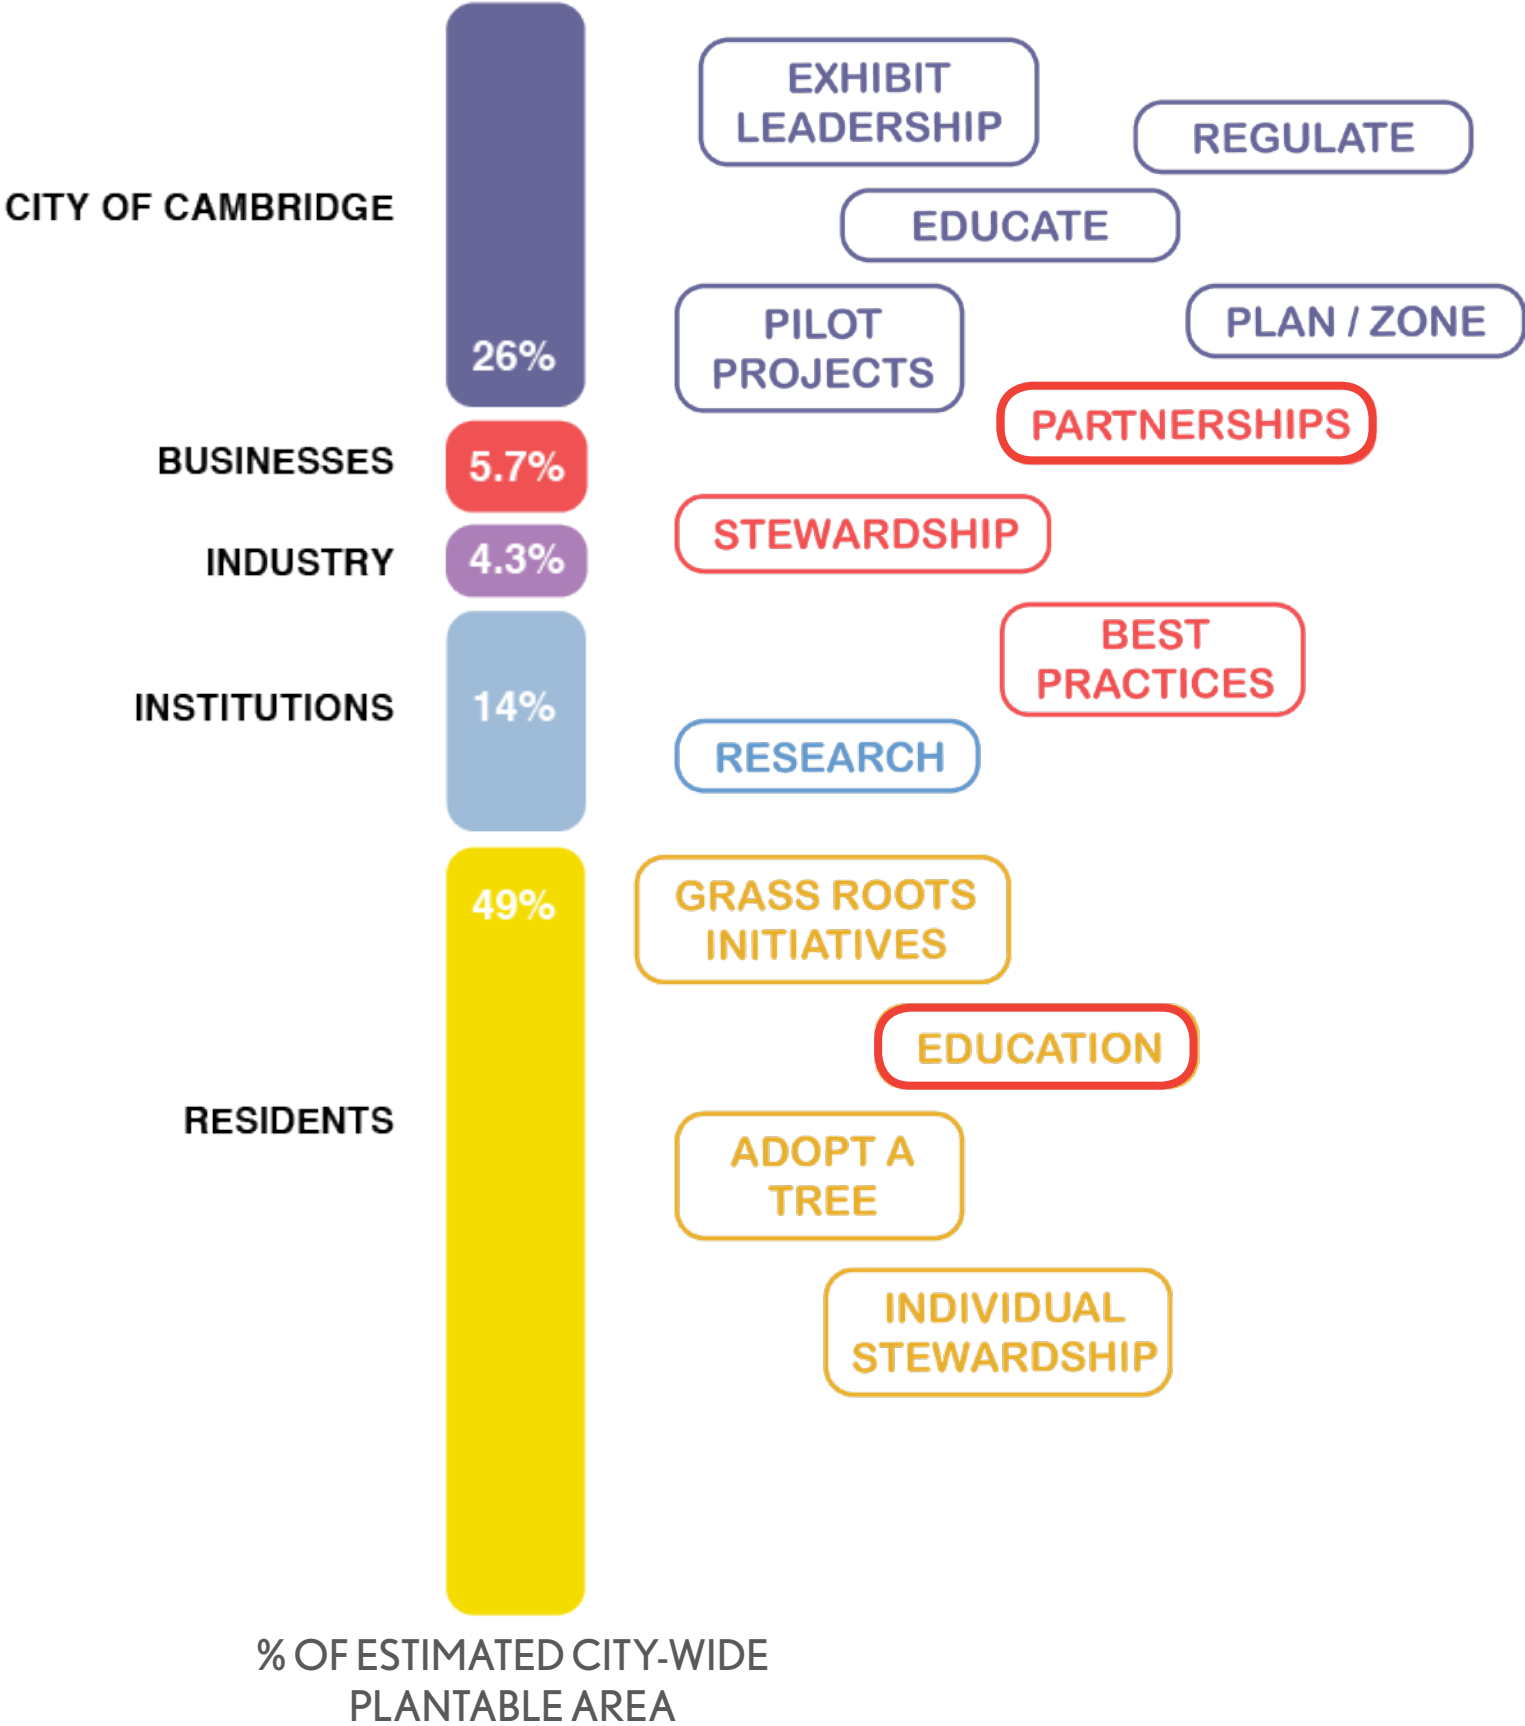 EXHIBIT
LEADERSHIP
REGULATE
CITY OF CAMBRIDGE
EDUCATE
PILOT
PROJECTS
PLAN / ZONE
26%
PARTNERSHIPS
BUSINESSES
5.7%
STEWARDSHIP
INDUSTRY
4.3%
BEST
PRACTICES
INSTITUTIONS
14%
RESEARCH
49%
GRASS ROOTS
INITIATIVES
EDUCATION
RESIDENTS
ADOPT A
TREE
INDIVIDUAL
STEWARDSHIP
% OF ESTIMATED CITY-WIDE
PLANTABLE AREA